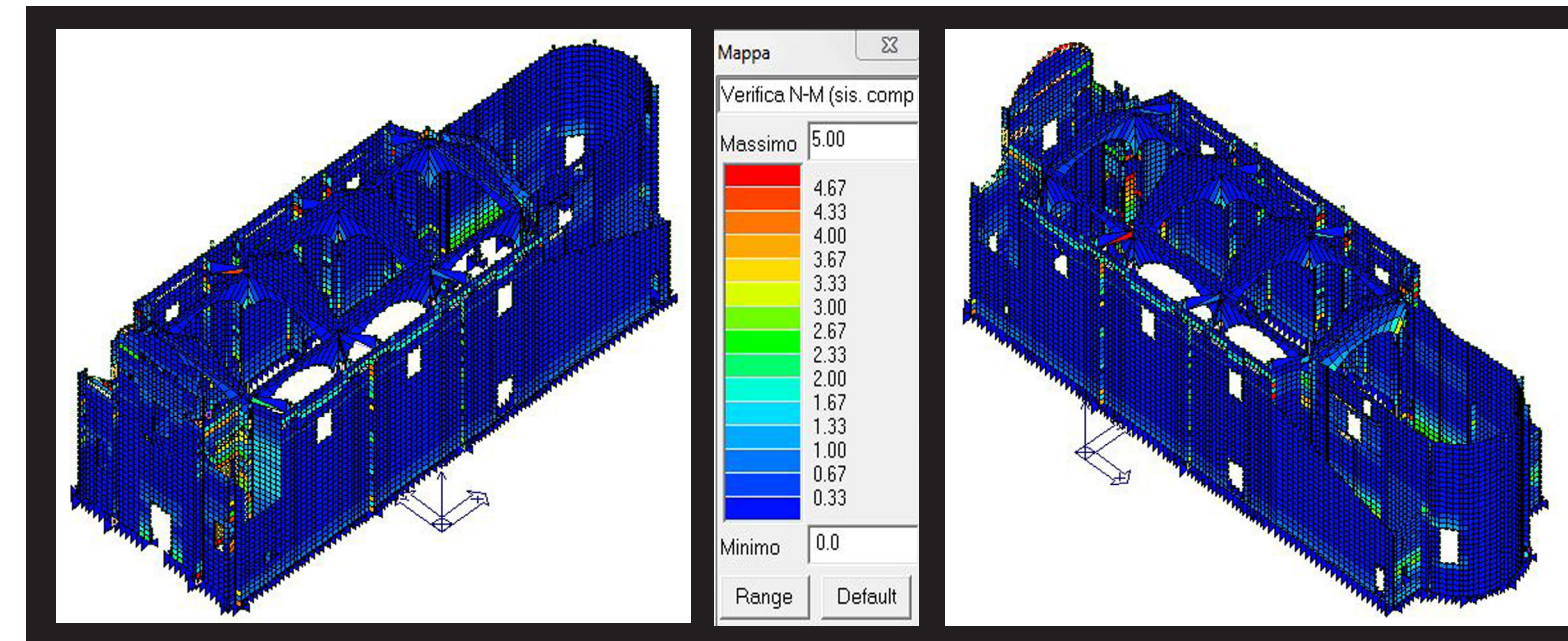 Mappa
Verifica N-M (sis. comp
Massimo 5.00
4.67
4.33
4.00
3.67
3.33
3.00
2.67
2.33
2.00
1.67
1.33
1.00
0.67
0.33
Minimo 0.0
Range Default